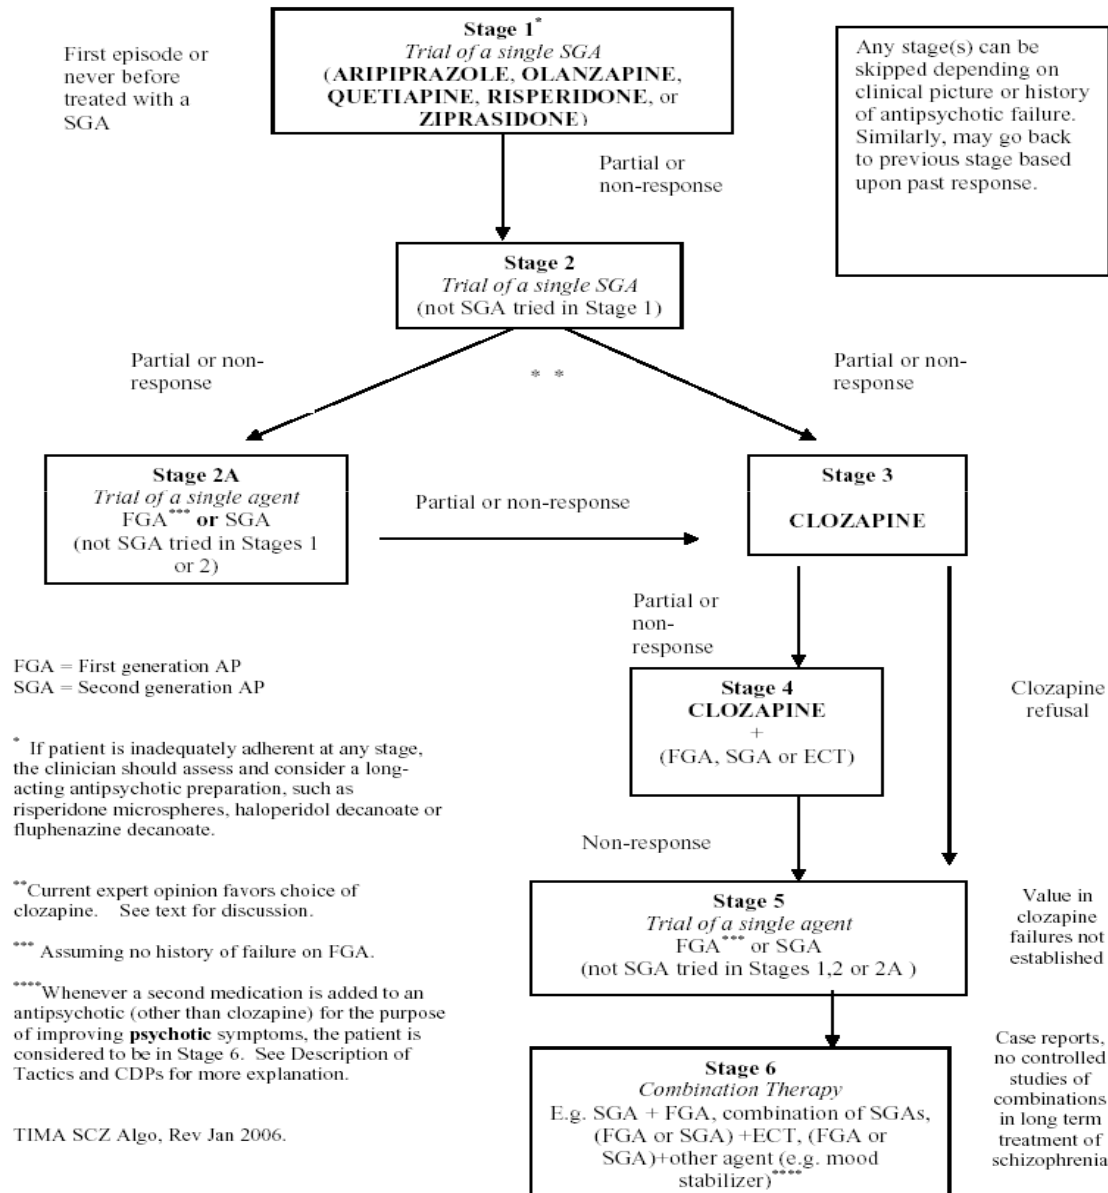 Stage 1*
Trial of a single SGA
(ARIPIPRAZOLE, OLANZAPINE,
QUETIAPINE, RISPERIDONE, or
ZIPRASIDONE)
First episode or
never before
treated with a
SGA
Any stage(s) can be
skipped depending on
clinical picture or history
of antipsychotic failure.
Similarly, may go back
to previous stage based
upon past response.
Partial or
non-response
Stage 2
Trial of a single SGA
(not SGA tried in Stage 1)
Partial or non-
response
* *
Partial or non-
response
Stage 2A
Trial of a single agent
FGA*** or SGA
(not SGA tried in Stages 1
or 2)
Partial or non-response
Stage 3
CLOZAPINE
Partial or
non-
response
Clozapine
refusal
Stage 4
CLOZAPINE
+
(FGA, SGA or ECT)
Non-response
Stage 5
Trial of a single agent
FGA*** or SGA
(not SGA tried in Stages 1,2 or 2A )
Value in
clozapine
failures not
established
Stage 6
Combination Therapy
E.g. SGA + FGA, combination of SGAs,
(FGA or SGA) +ECT, (FGA or
SGA)+other agent (e.g. mood
stabilizer)****
Case reports,
no controlled
studies of
combinations
in long term
treatment of
schizophrenia
FGA = First generation AP
SGA = Second generation AP
* If patient is inadequately adherent at any stage,
the clinician should assess and consider a long-
acting antipsychotic preparation, such as
risperidone microspheres, haloperidol decanoate or
fluphenazine decanoate.
**Current expert opinion favors choice of
clozapine. See text for discussion.
*** Assuming no history of failure on FGA.
****Whenever a second medication is added to an
antipsychotic (other than clozapine) for the purpose
of improving psychotic symptoms, the patient is
considered to be in Stage 6. See Description of
Tactics and CDPs for more explanation.
TIMA SCZ Algo, Rev Jan 2006.